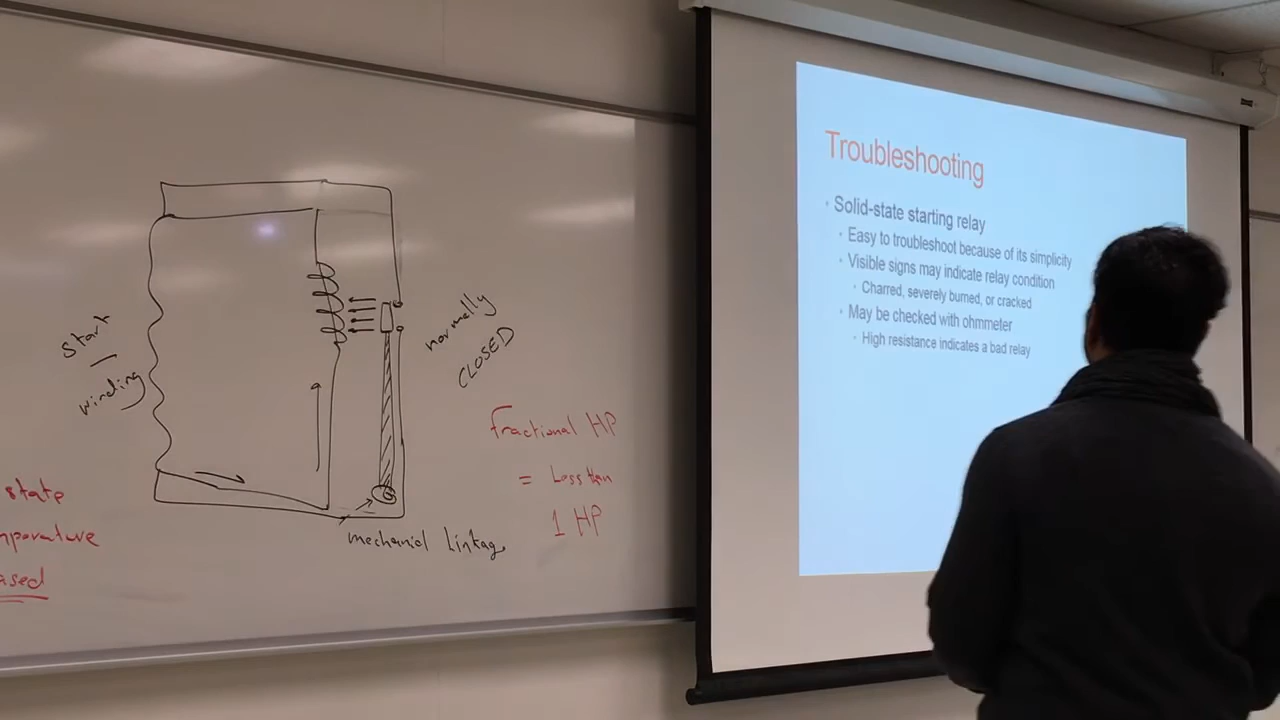 start
winding
normally
CLOSED
mechanicl linkage
fractional HP
= Less than
1 HP
state
ased
Troubleshooting
• Solid-state starting relay
• Easy to troubleshoot because of its simplicity
• Visible signs may indicate relay condition
• Charred, severely burned, or cracked
• May be checked with ohmmeter
• High resistance indicates a bad relay